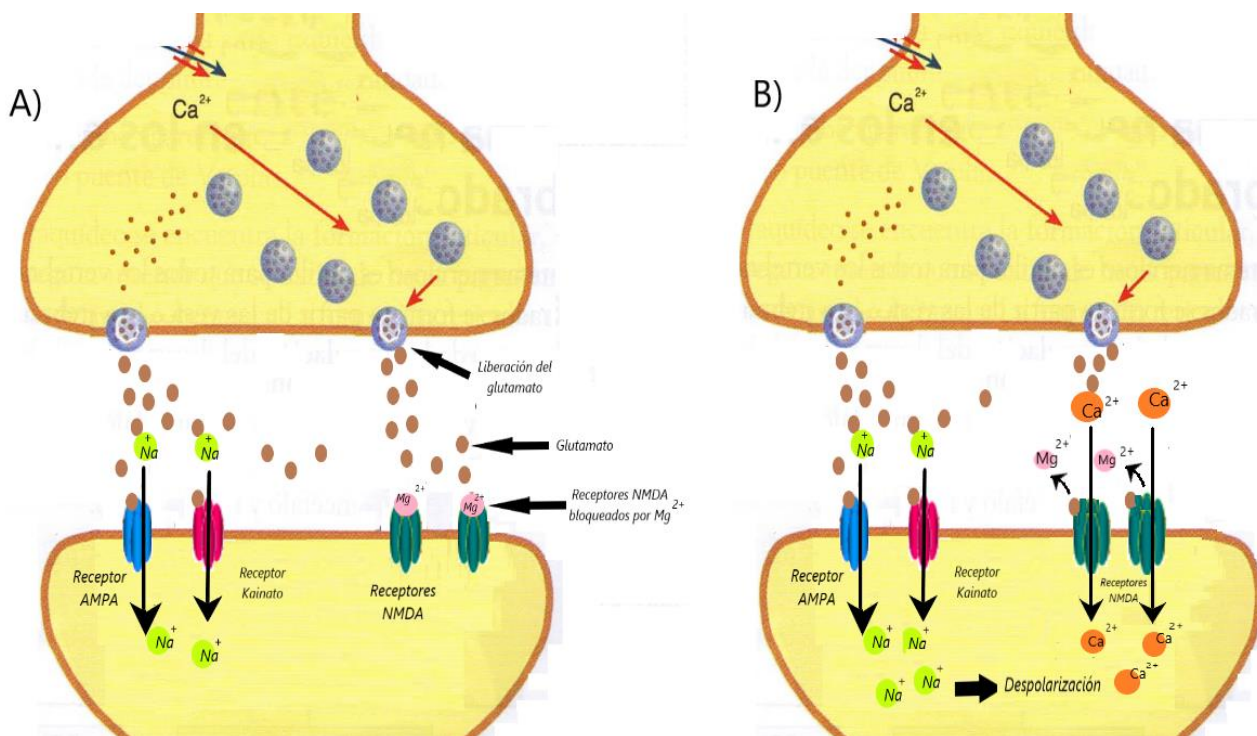 A)
Ca²⁺
Liberación del
glutamato
Na⁺
Na⁺
Glutamato
Mg²⁺
Mg²⁺
Receptores NMDA
bloqueados por Mg²⁺
Receptor
AMPA
Receptor
Kainato
Receptores
NMDA
Na⁺
Na⁺
B)
Ca²⁺
Ca²⁺
Ca²⁺
Na⁺
Na⁺
Mg²⁺
Mg²⁺
Receptor
AMPA
Receptor
Kainato
Receptores
NMDA
Na⁺
Na⁺
Ca²⁺
Ca²⁺
Na⁺
Na⁺
Despolarización
Ca²⁺